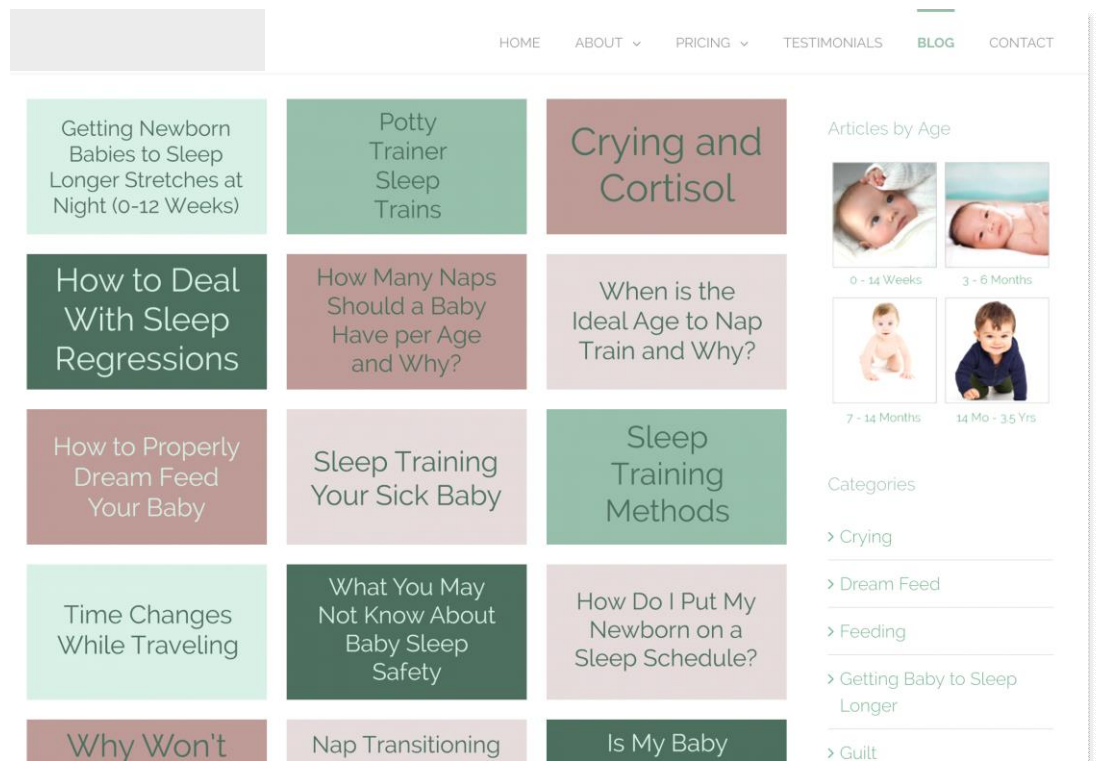 HOME
ABOUT
PRICING
TESTIMONIALS
BLOG
CONTACT
Getting Newborn
Babies to Sleep
Longer Stretches at
Night (0-12 Weeks)
Potty
Trainer
Sleep
Trains
Crying and
Cortisol
How to Deal
With Sleep
Regressions
How Many Naps
Should a Baby
Have per Age
and Why?
When is the
Ideal Age to Nap
Train and Why?
How to Properly
Dream Feed
Your Baby
Sleep Training
Your Sick Baby
Sleep
Training
Methods
Time Changes
While Traveling
What You May
Not Know About
Baby Sleep
Safety
How Do I Put My
Newborn on a
Sleep Schedule?
Why Won't
Nap Transitioning
Is My Baby
Articles by Age
0 - 14 Weeks
3 - 6 Months
7 - 14 Months
14 Mo - 3.5 Yrs
Categories
> Crying
> Dream Feed
> Feeding
> Getting Baby to Sleep
Longer
> Guilt